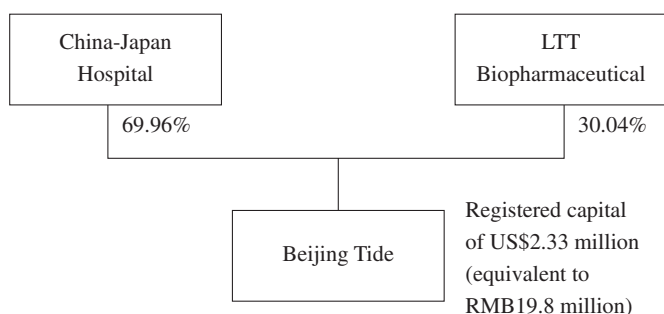 China-Japan
Hospital
LTT
Biopharmaceutical
69.96%
30.04%
Beijing Tide
Registered capital
of US$2.33 million
(equivalent to
RMB19.8 million)